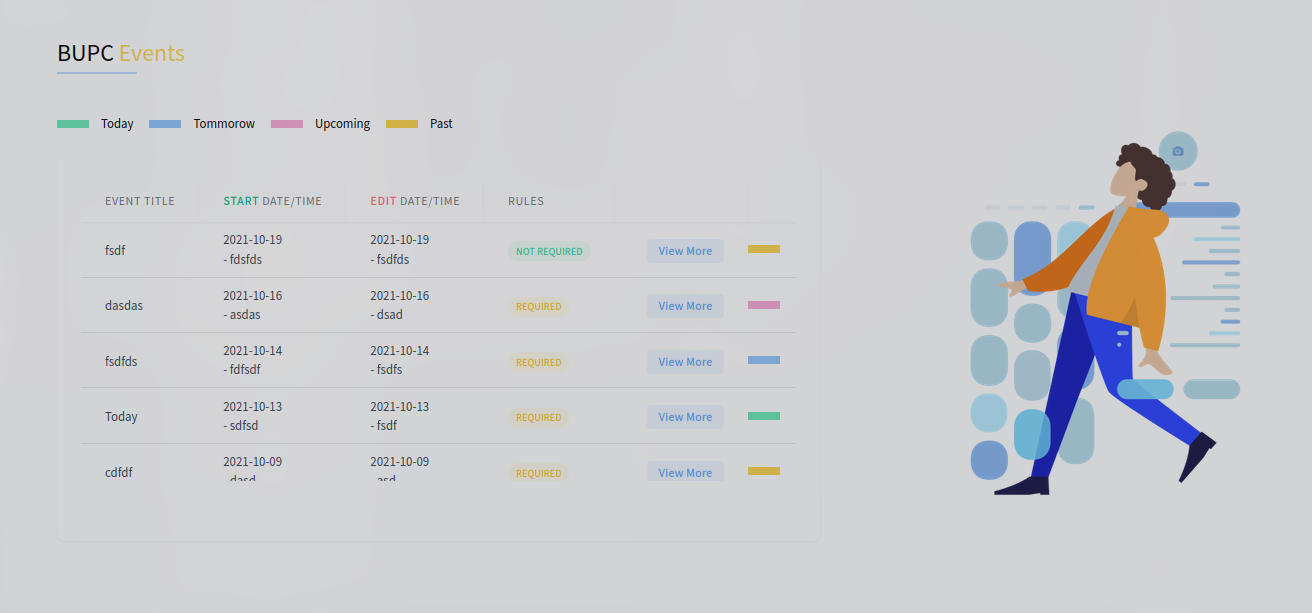 BUPC Events
Today Tommorow Upcoming Past
EVENT TITLE START DATE/TIME EDIT DATE/TIME RULES
fsdf 2021-10-19 2021-10-19 NOT REQUIRED View More
- fdsfds - fsdfds
dasdas 2021-10-16 2021-10-16 REQUIRED View More
- asdas - dsad
fsdfds 2021-10-14 2021-10-14 REQUIRED View More
- fdfsdf - fsdfs
Today 2021-10-13 2021-10-13 REQUIRED View More
- sdfsd - fsdf
cdfdf 2021-10-09 2021-10-09 REQUIRED View More